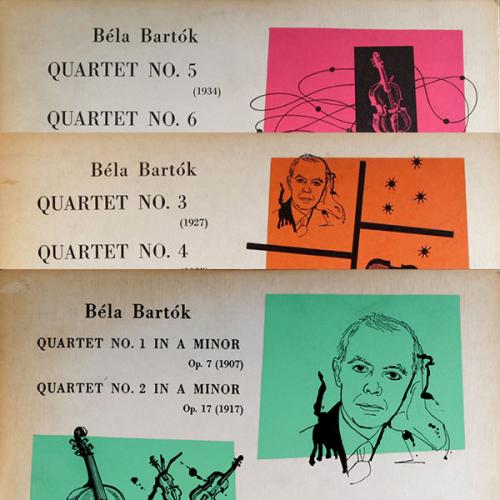 Béla Bartók
QUARTET NO. 5
(1934)
QUARTET NO. 6
Béla Bartók
QUARTET NO. 3
(1927)
QUARTET NO. 4
Béla Bartók
QUARTET NO. 1 IN A MINOR
Op. 7 (1907)
QUARTET NO. 2 IN A MINOR
Op. 17 (1917)